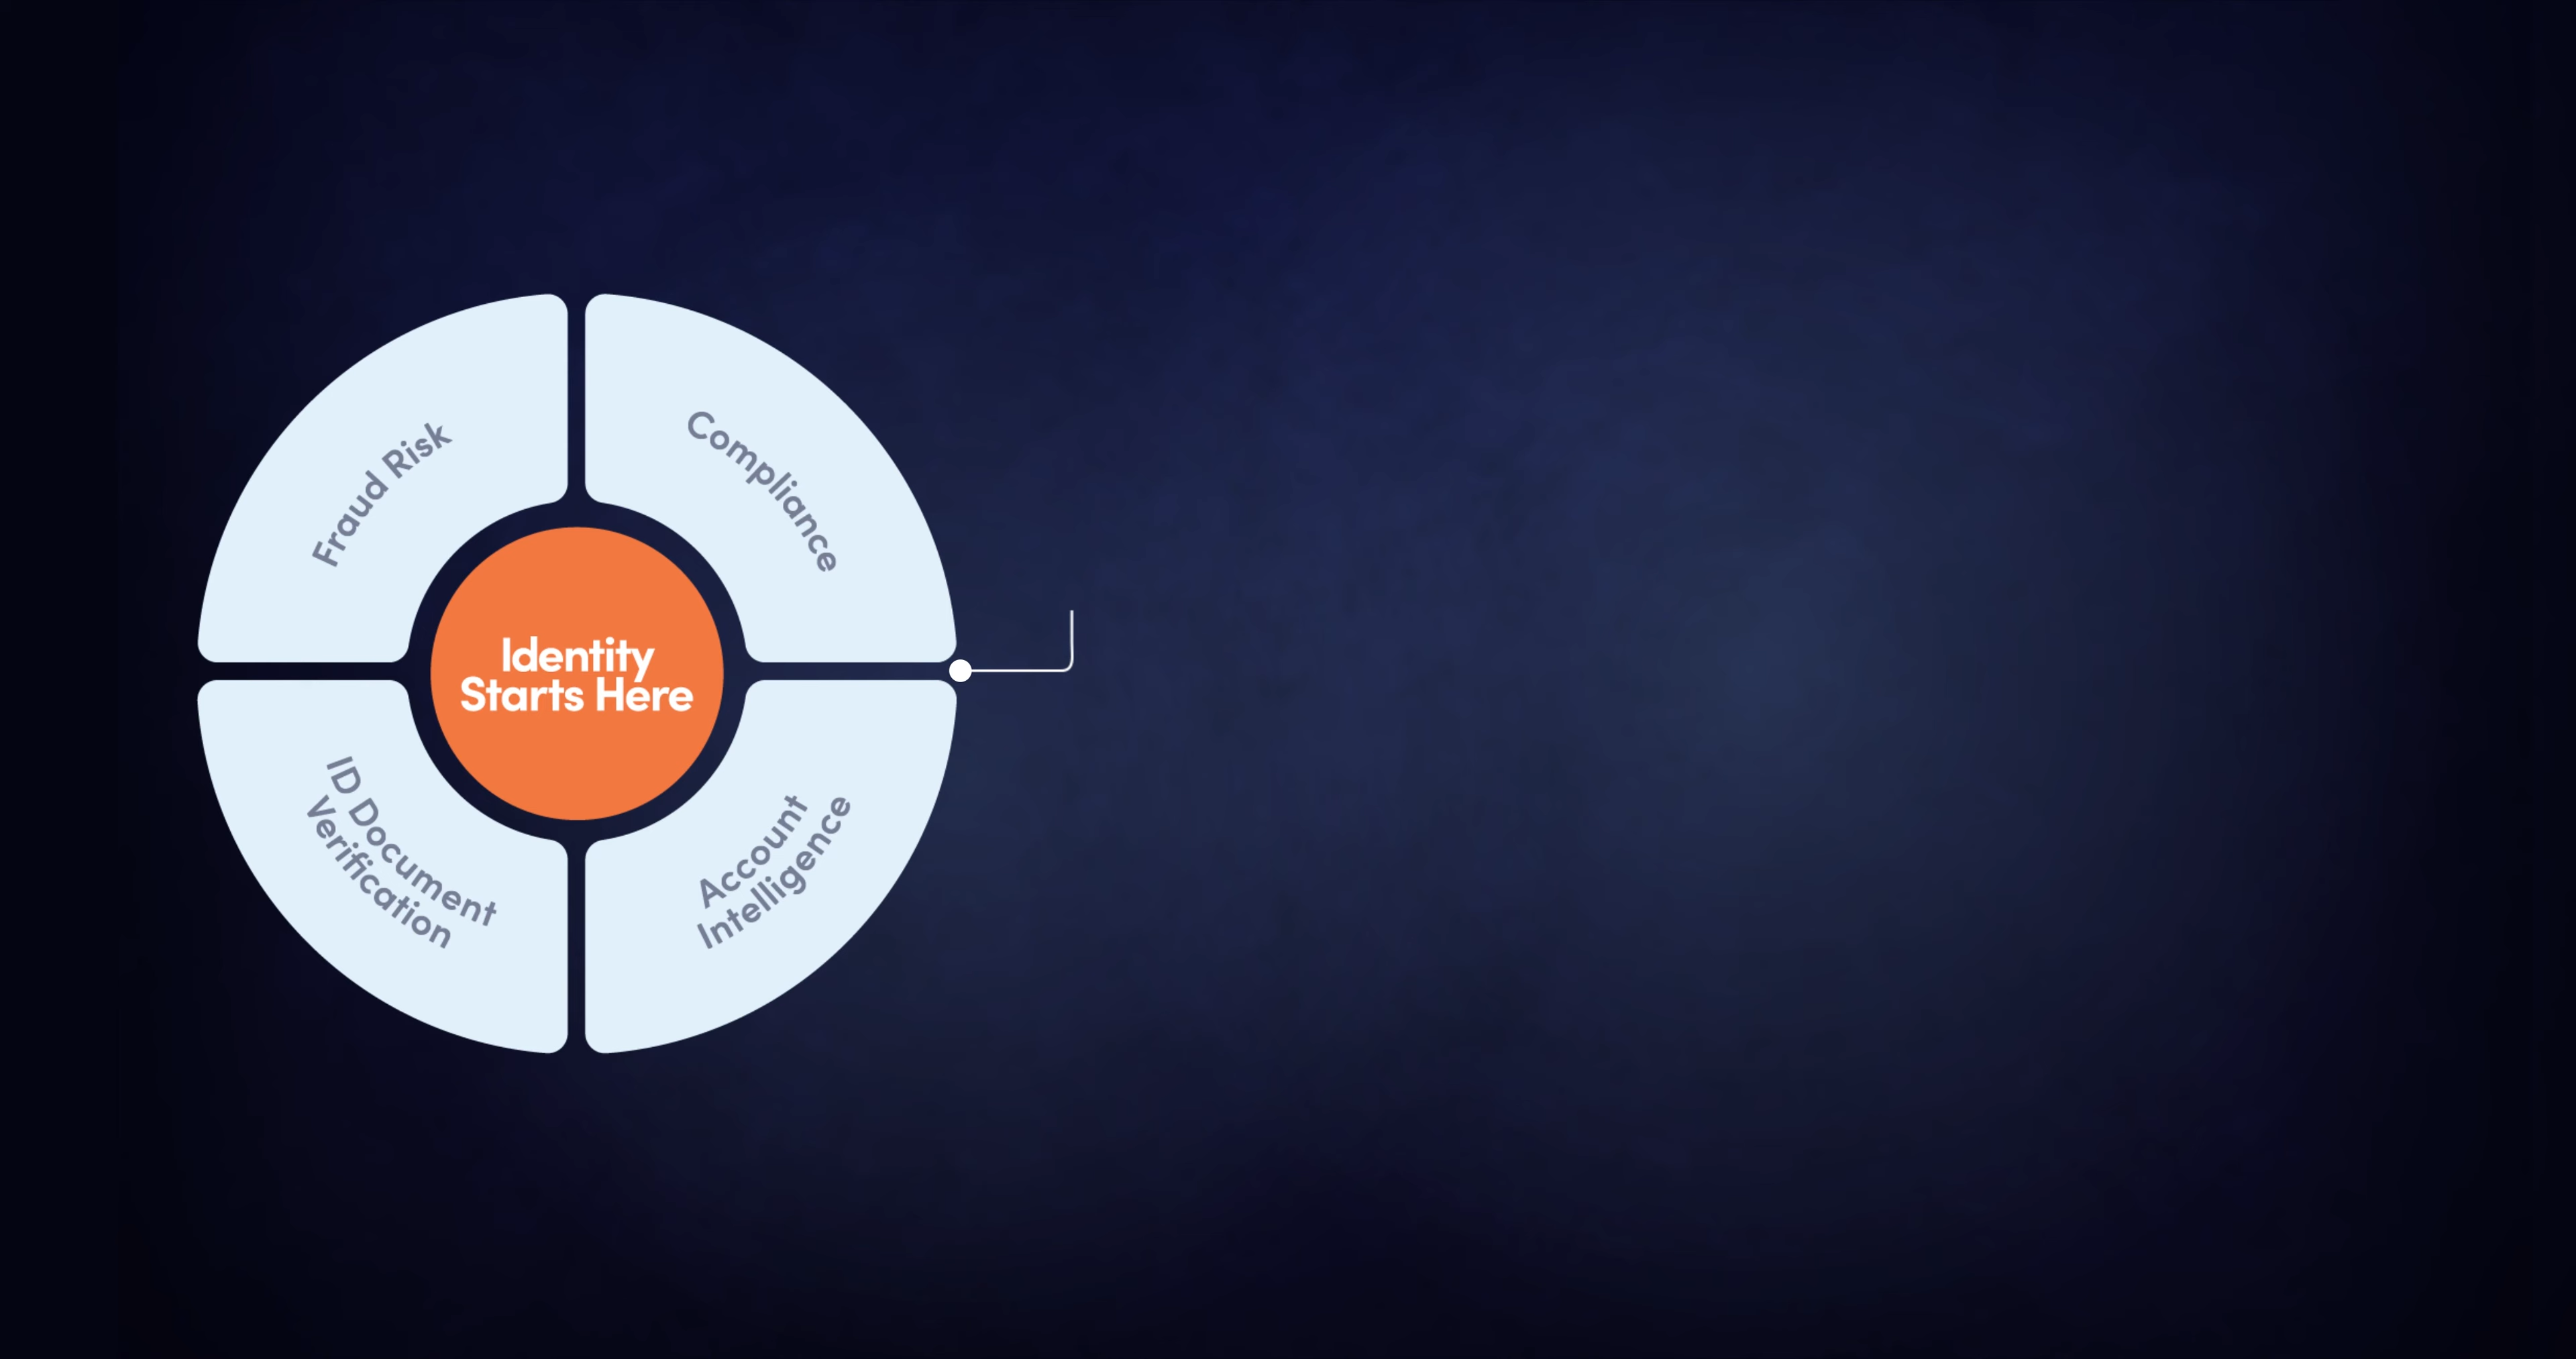 Fraud Risk
Compliance
Identity
Starts Here
ID Document
Verification
Account
Intelligence